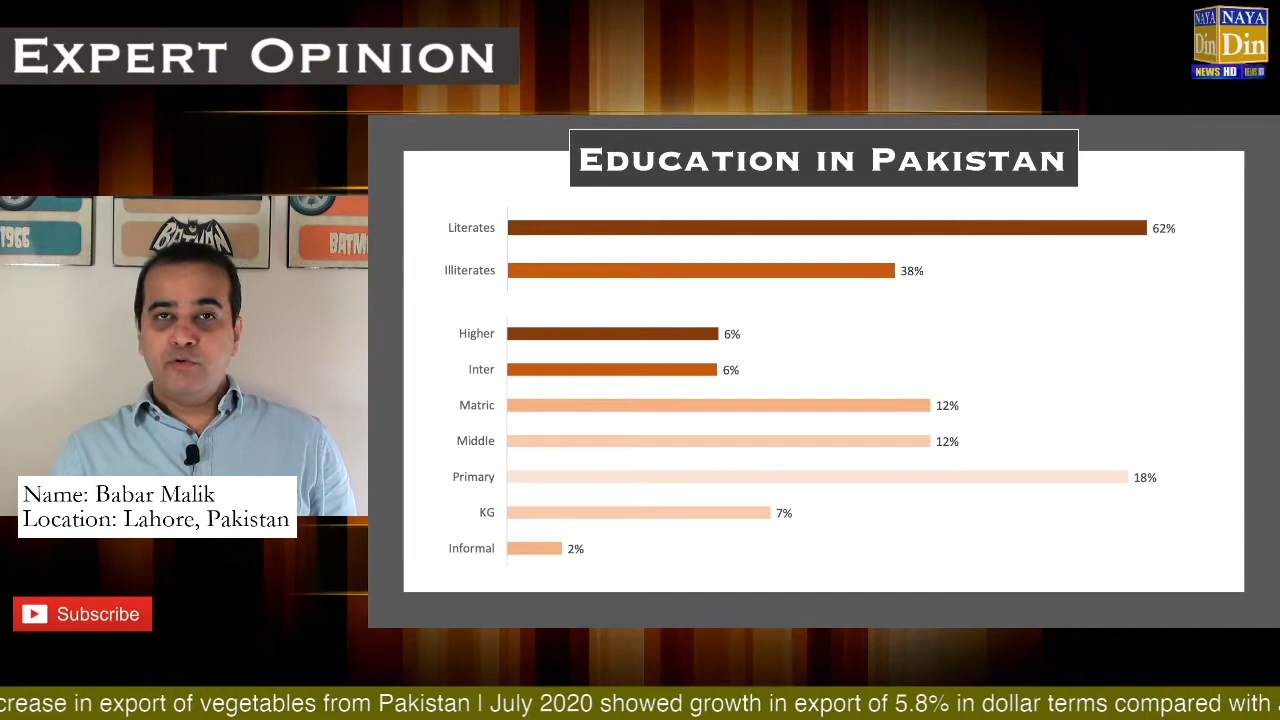 EXPERT OPINION
NAYA NAYA
Din Din
NEWS HD NEWS HD
EDUCATION IN PAKISTAN
Literates 62%
Illiterates 38%
Higher 6%
Inter 6%
Matric 12%
Middle 12%
Primary 18%
KG 7%
Informal 2%
1966
BATMAN
BATM
Name: Babar Malik
Location: Lahore, Pakistan
Subscribe
crease in export of vegetables from Pakistan | July 2020 showed growth in export of 5.8% in dollar terms compared with